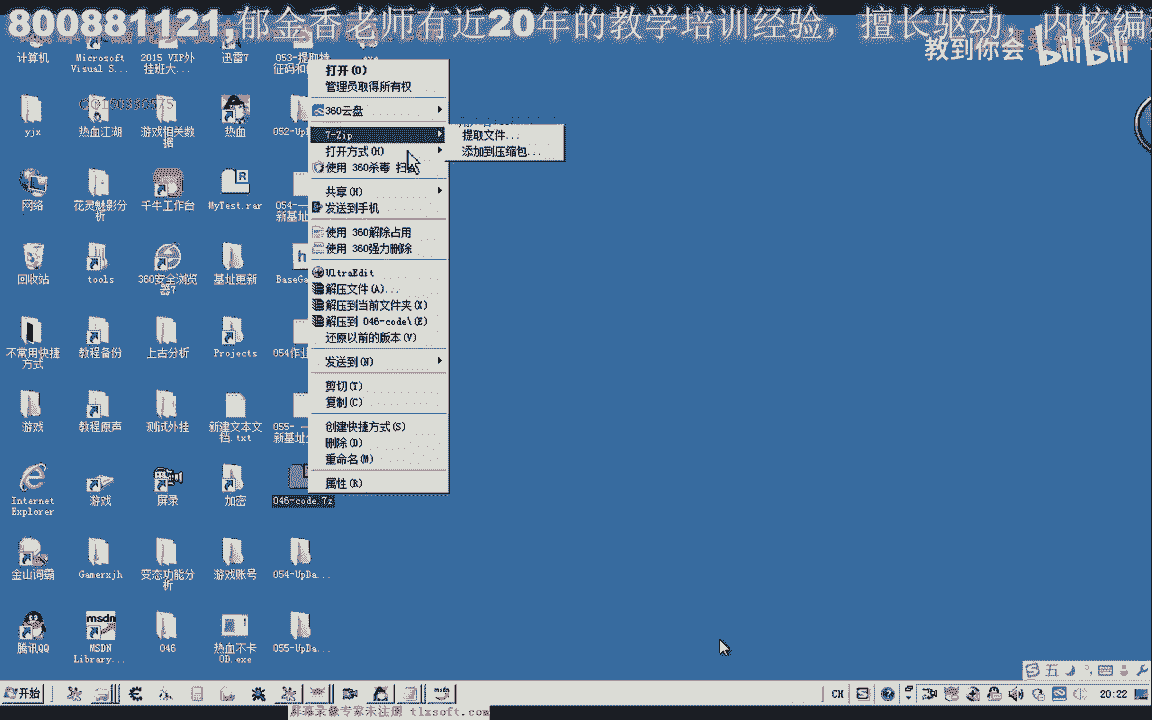 800881121,郁金香老师有近20年的教学培训经验，擅长驱动，内核编
教到你会 bilibili
计算机
Microsoft Visual S...
2015 VIP外挂班大...
迅雷7
053-提取特征码和
yjx
热血江湖
游戏相关数据
热血
052-Up
网络
花灵魅影分析
千牛工作台
MyTest.rar
054-一
新基址
回收站
tools
360安全浏览器7
基址更新
BaseGa
不常用快捷方式
教程备份
上古分析
Projects
054作业
游戏
教程原声
测试外挂
新建文本文档.txt
055- 一
新基址
Internet Explorer
游戏
屏录
加密
046-code.7z
金山词霸
Gamerxjh
变态功能分析
游戏账号
054-UpDa...
腾讯QQ
MSDN Library...
046
热血不卡OD.exe
055-UpDa...
打开(O)
管理员取得所有权
360云盘
7-Zip
打开方式(H)
使用 360杀毒 扫
共享(H)
发送到手机
使用 360解除占用
使用 360强力删除
UltraEdit
解压文件(A)...
解压到当前文件夹(X)
解压到 046-code\(E)
还原以前的版本(V)
发送到(N)
剪切(T)
复制(C)
创建快捷方式(S)
删除(D)
重命名(M)
属性(R)
提取文件...
添加到压缩包...
五
开始
msdn
CH
20:22
屏幕录像专家未注册 tlxsoft.com